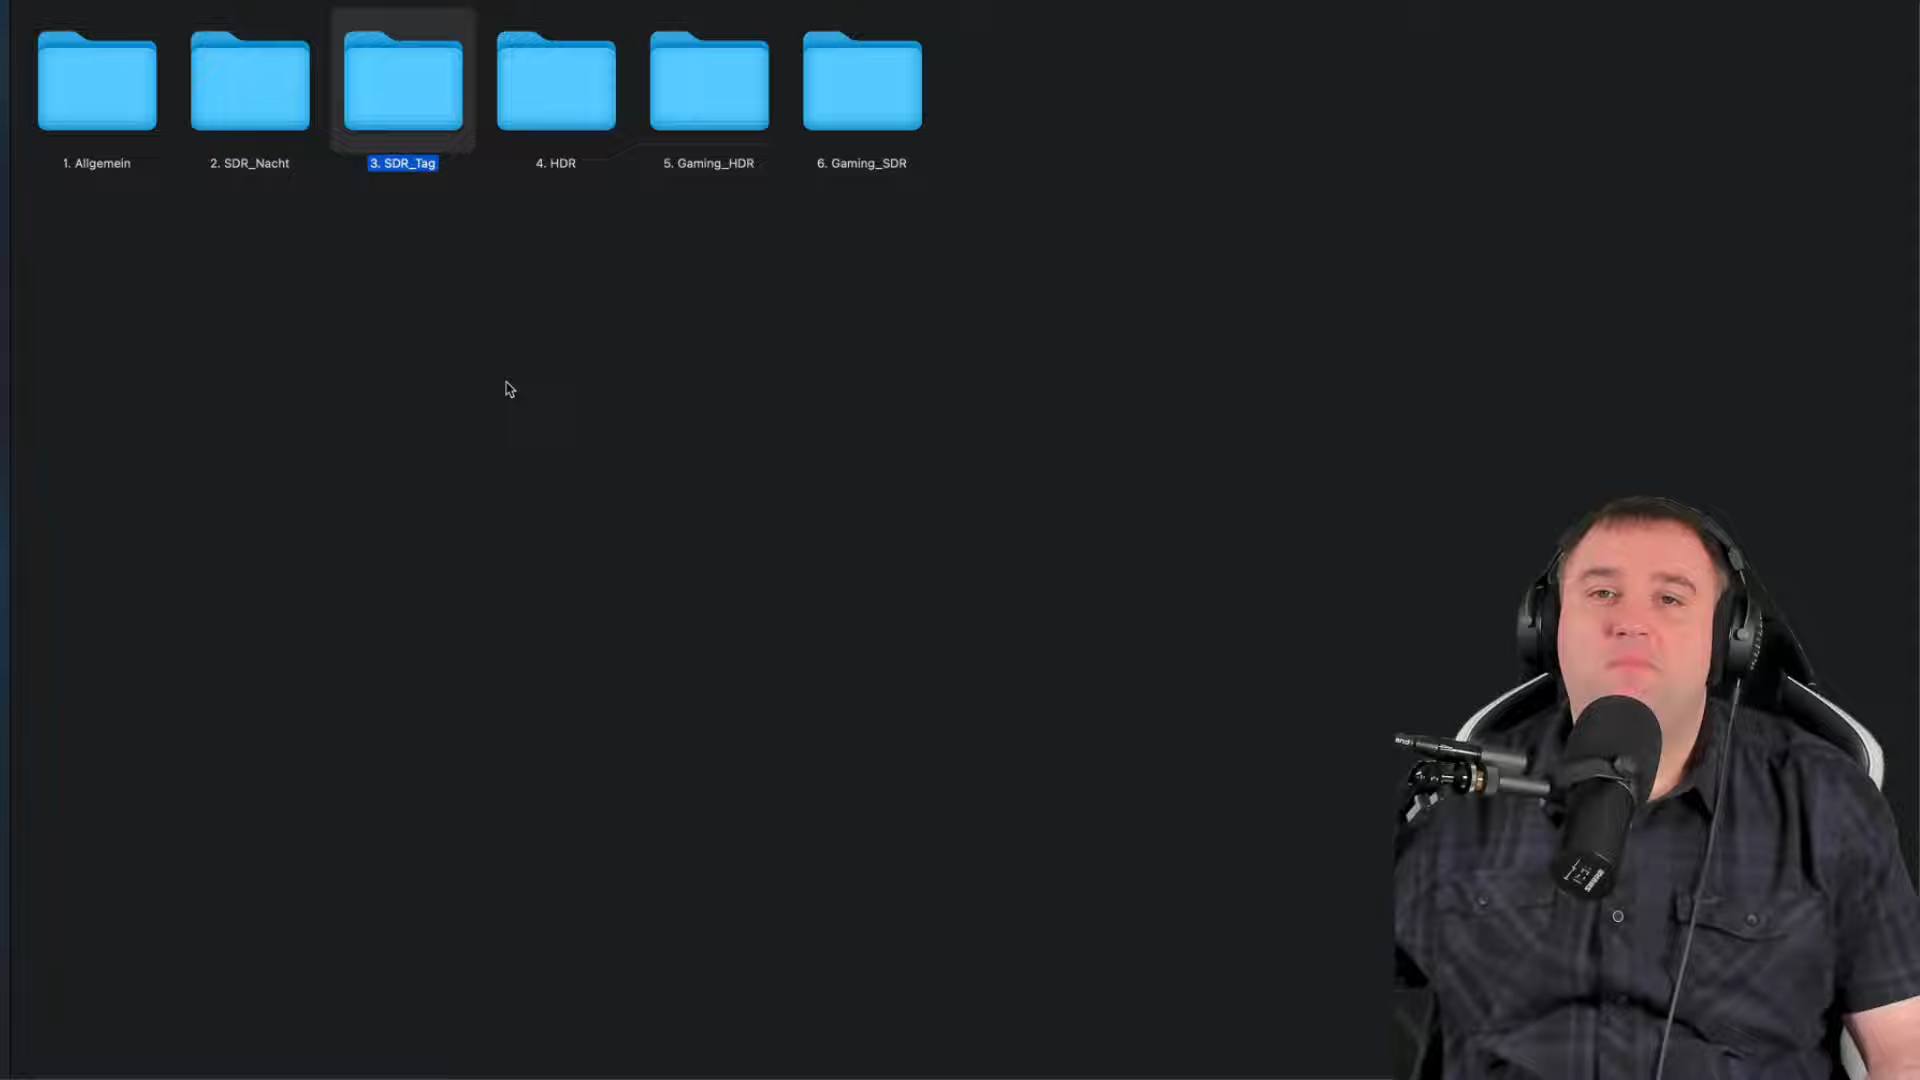 1. Allgemein
2. SDR_Nacht
3. SDR_Tag
4. HDR
5. Gaming_HDR
6. Gaming_SDR